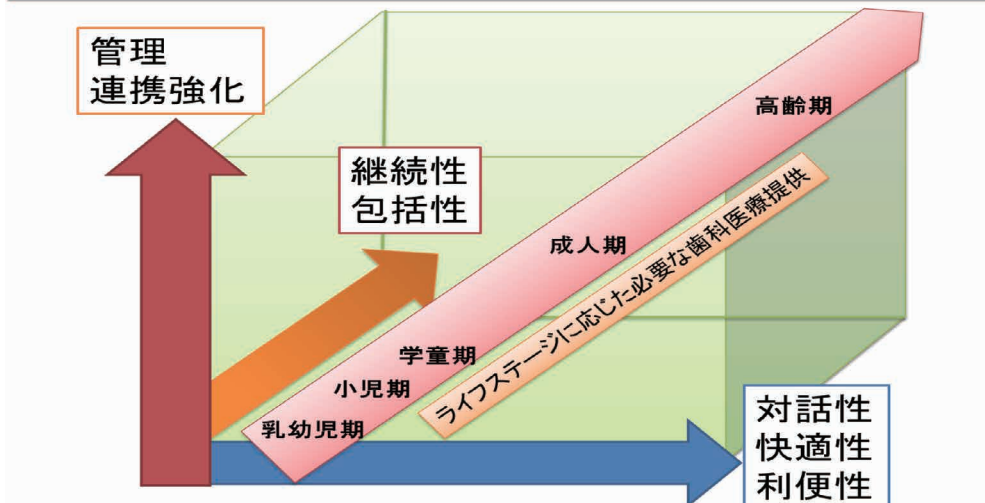 管理
連携強化
継続性
包括性
高齢期
成人期
学童期
小児期
乳幼児期
ライフステージに応じた必要な歯科医療提供
対話性
快適性
利便性